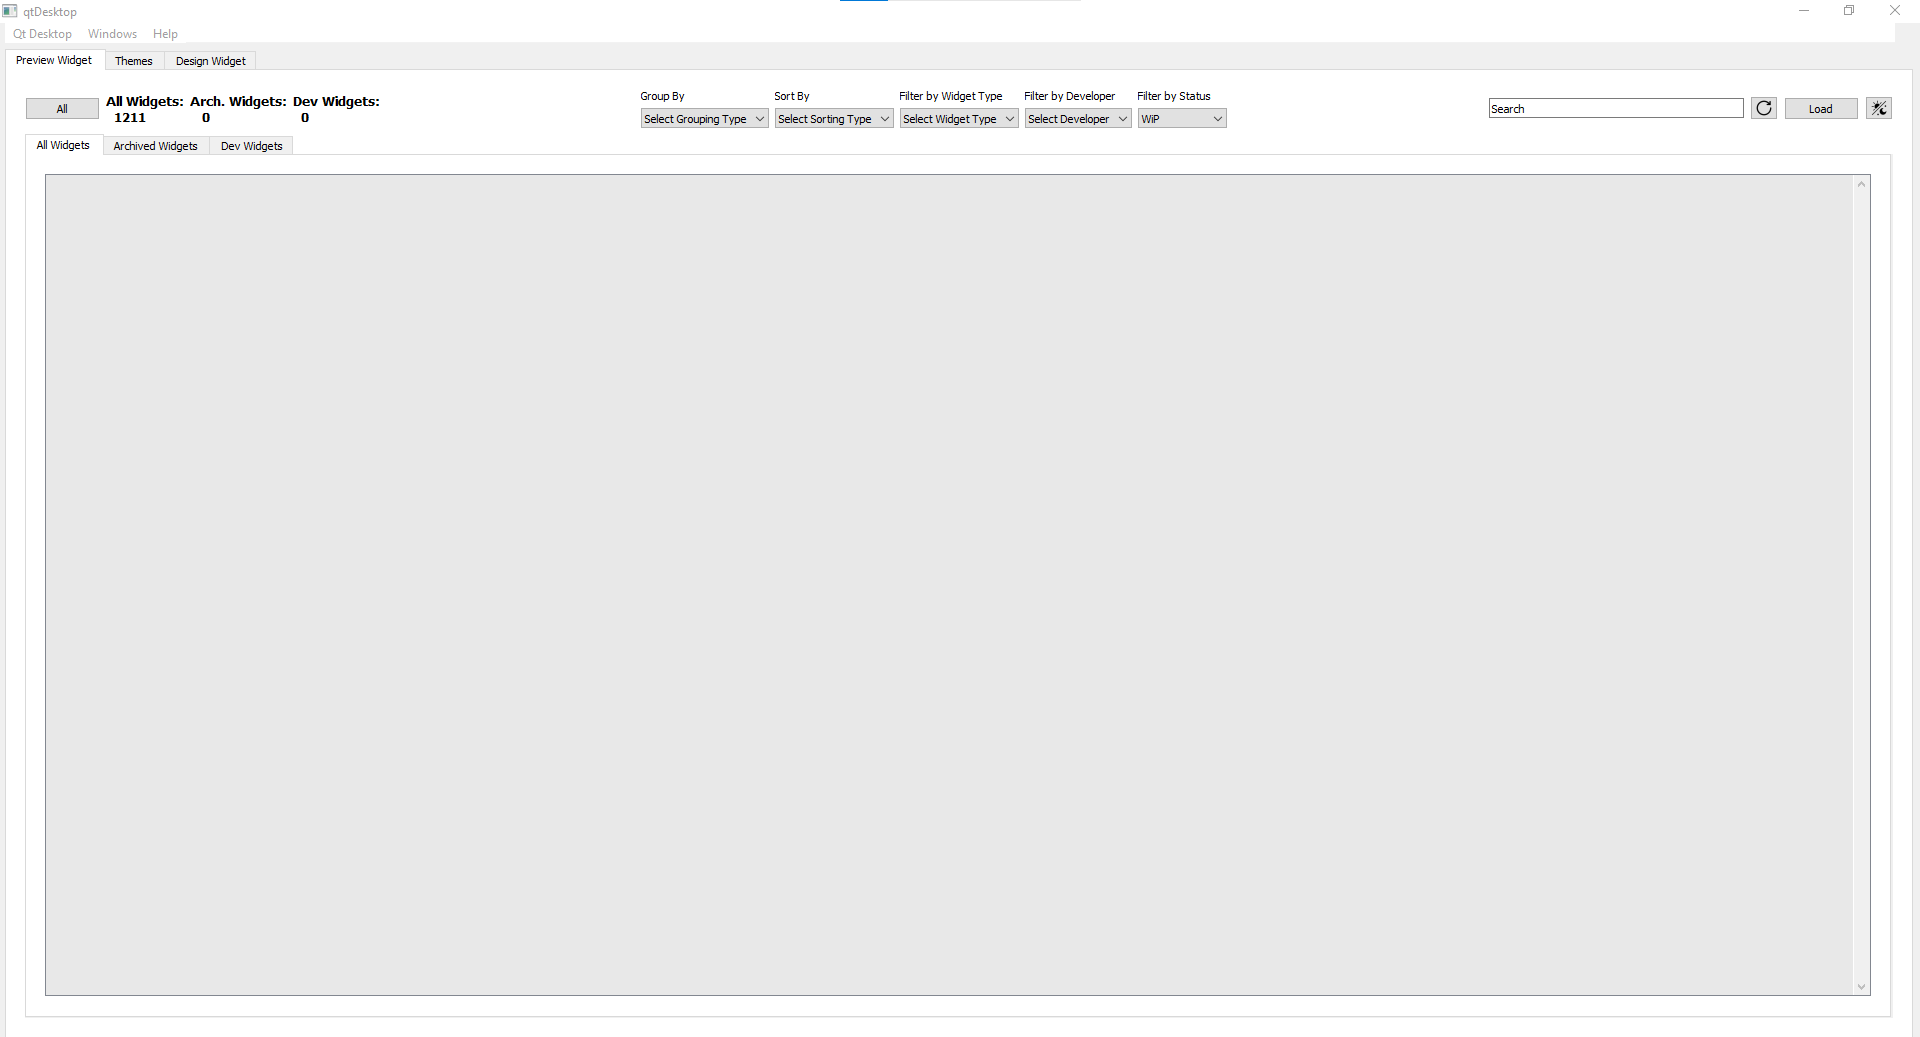 qtDesktop
Qt Desktop Windows Help
Preview Widget Themes Design Widget
All
All Widgets: Arch. Widgets: Dev Widgets:
1211 0 0
Group By Sort By Filter by Widget Type Filter by Developer Filter by Status
Select Grouping Type Select Sorting Type Select Widget Type Select Developer WiP
Search Load
All Widgets Archived Widgets Dev Widgets